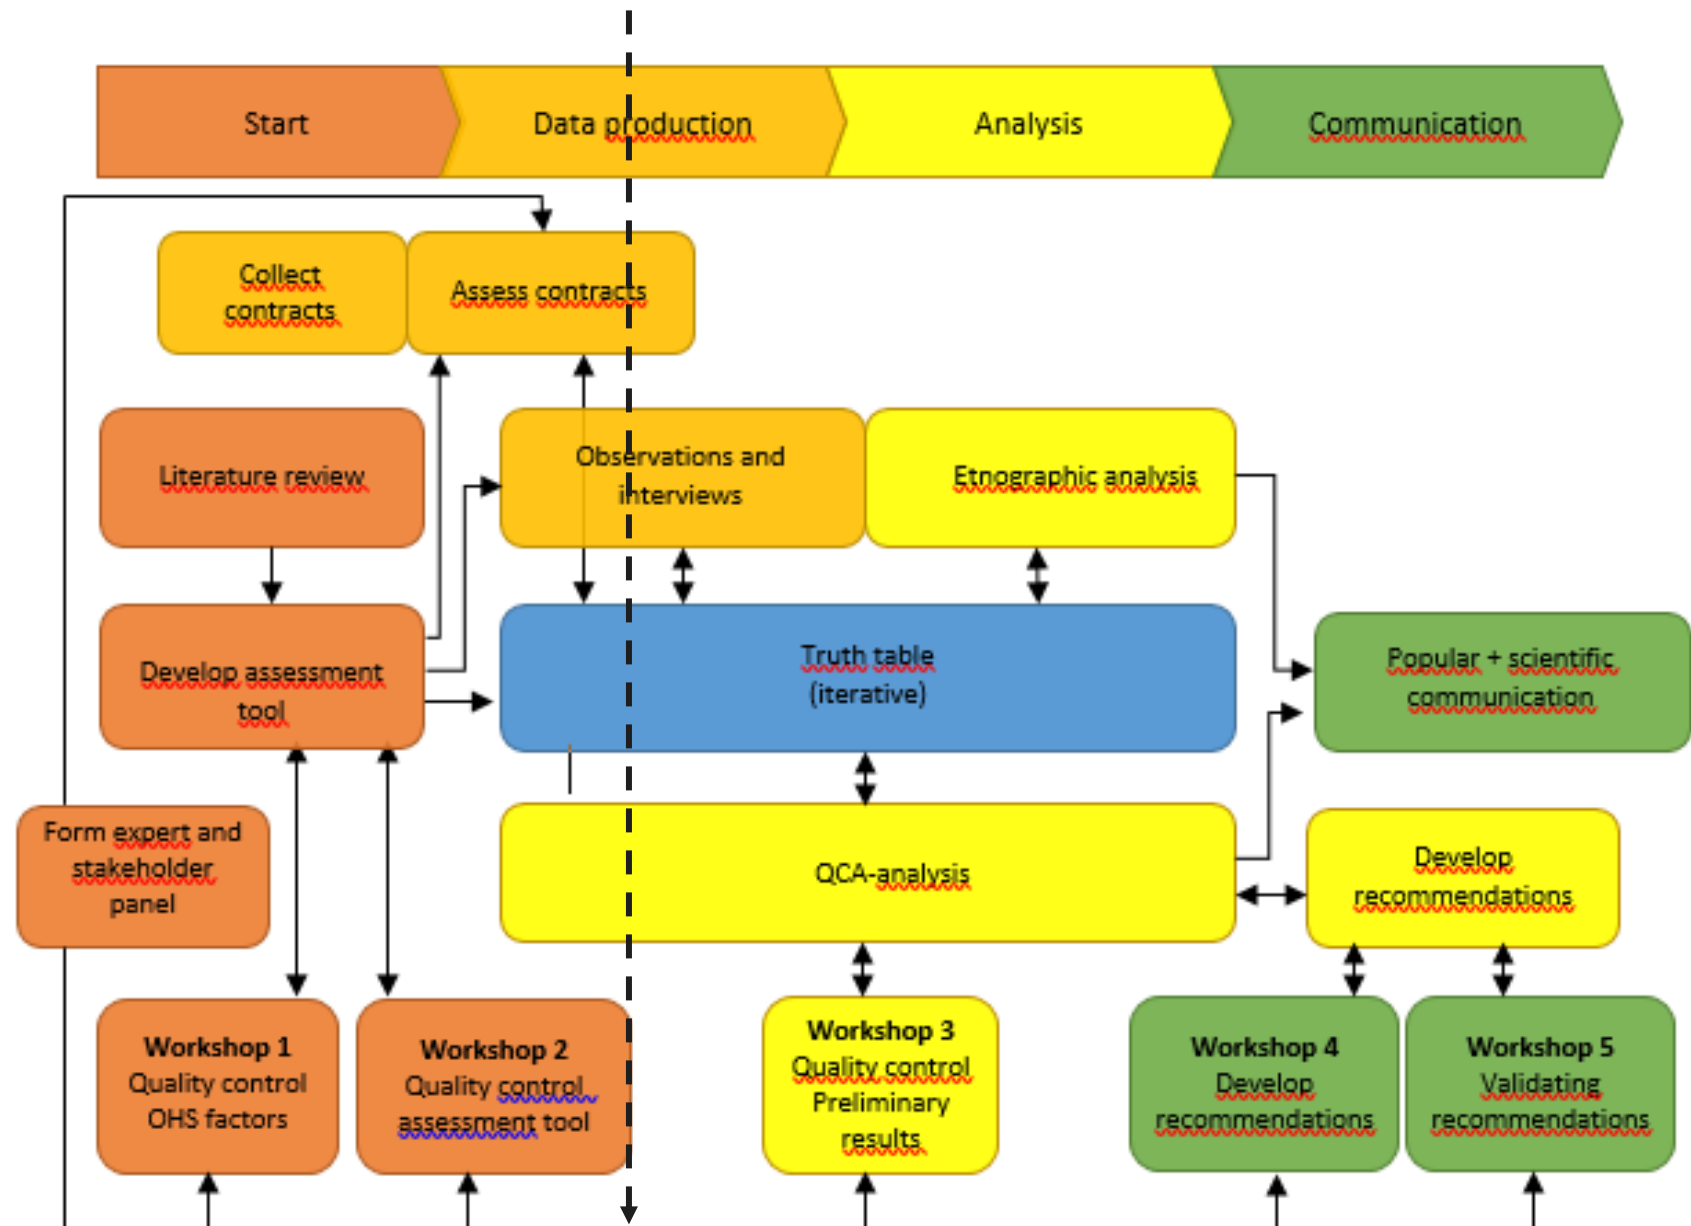 Start
Data production
Analysis
Communication
Collect
contracts
Assess contracts
Literature review
Observations and
interviews
Etnographic analysis
Develop assessment
tool
Truth table
(iterative)
Popular + scientific
communication
Form expert and
stakeholder
panel
QCA-analysis
Develop
recommendations
Workshop 1
Quality control
OHS factors
Workshop 2
Quality control
assessment tool
Workshop 3
Quality control
Preliminary
results
Workshop 4
Develop
recommendations
Workshop 5
Validating
recommendations